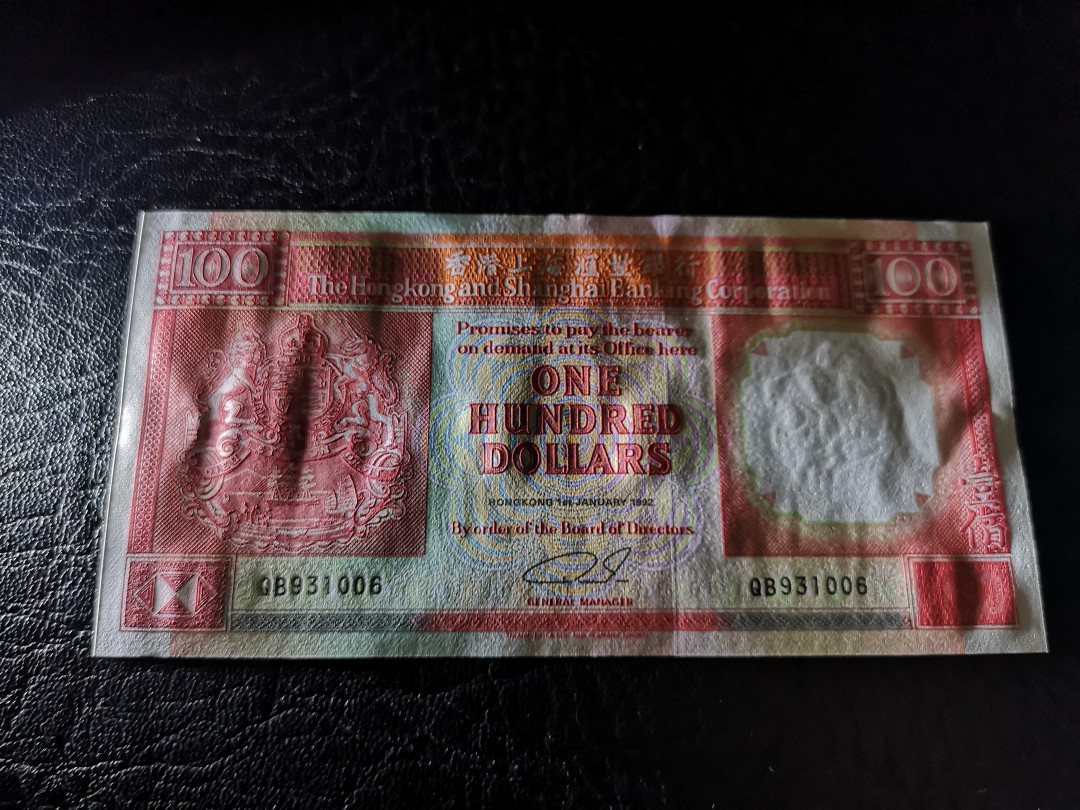 100
香港上海滙豐銀行
100
The Hongkong and Shanghai Banking Corporation
Promises to pay the bearer
on demand at its Office here
ONE
HUNDRED
DOLLARS
HONGKONG 1st JANUARY 1992
By order of the Board of Directors
GENERAL MANAGER
QB931006
QB931006